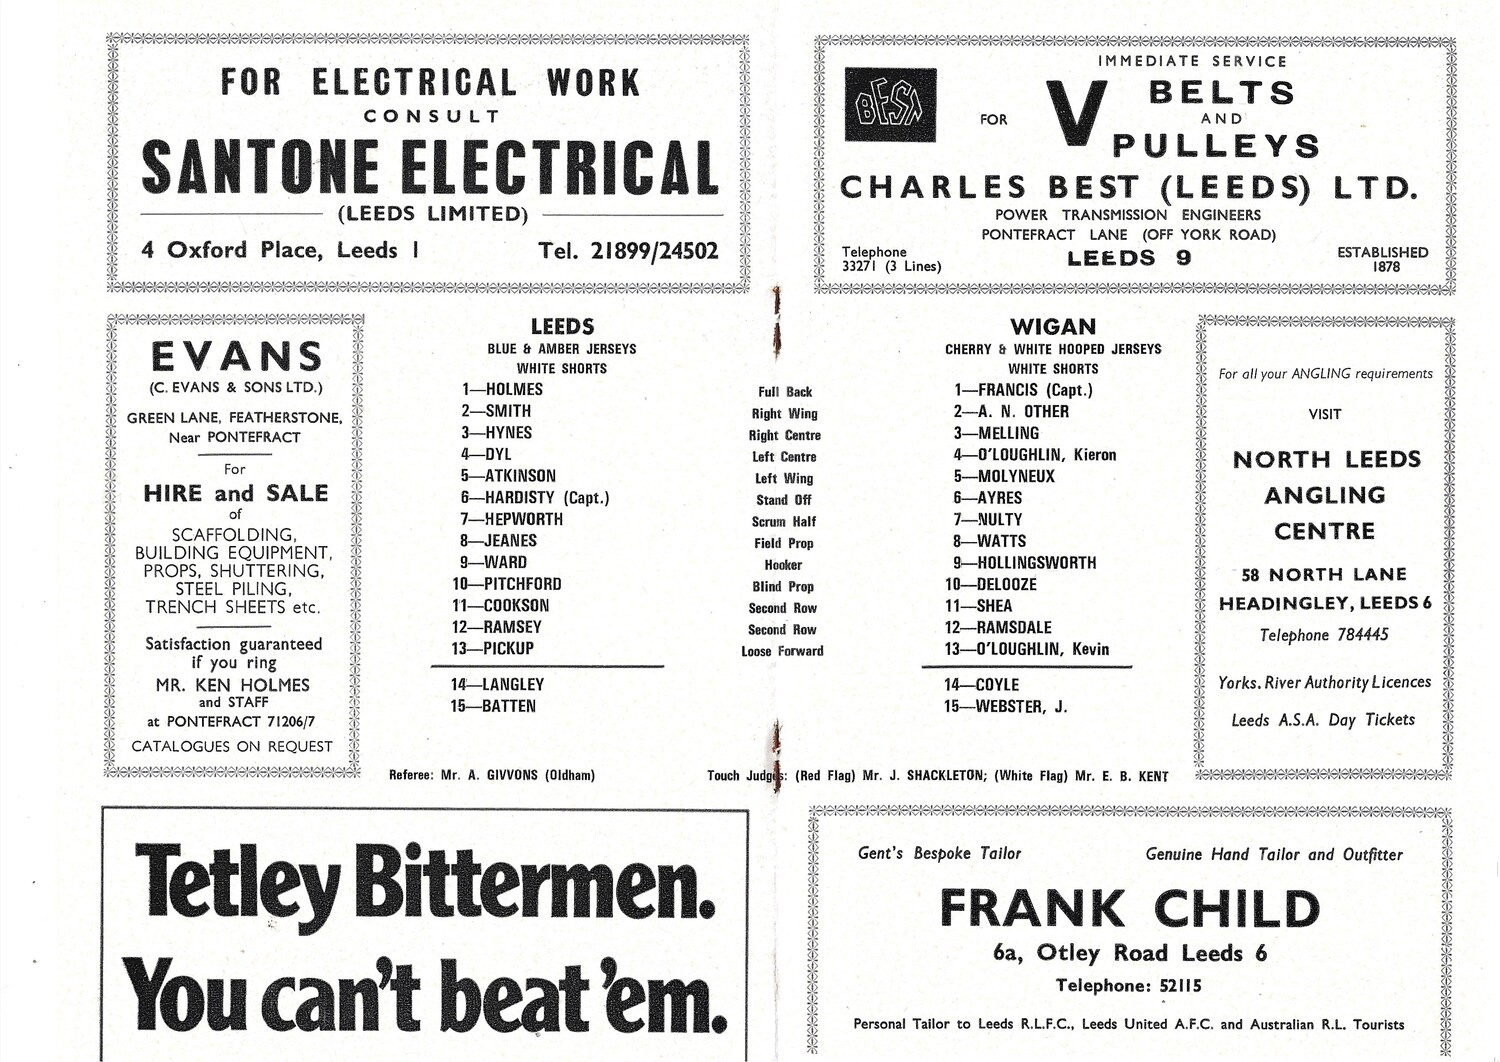 FOR ELECTRICAL WORK
CONSULT
SANTONE ELECTRICAL
(LEEDS LIMITED)
4 Oxford Place, Leeds 1 Tel. 21899/24502
IMMEDIATE SERVICE
BESA FOR V BELTS
AND
PULLEYS
CHARLES BEST (LEEDS) LTD.
POWER TRANSMISSION ENGINEERS
PONTEFRACT LANE (OFF YORK ROAD)
Telephone
33271 (3 Lines)
LEEDS 9
ESTABLISHED
1878
EVANS
(C. EVANS & SONS LTD.)
GREEN LANE, FEATHERSTONE,
Near PONTEFRACT
For
HIRE and SALE
of
SCAFFOLDING,
BUILDING EQUIPMENT,
PROPS, SHUTTERING,
STEEL PILING,
TRENCH SHEETS etc.
Satisfaction guaranteed
if you ring
MR. KEN HOLMES
and STAFF
at PONTEFRACT 71206/7
CATALOGUES ON REQUEST
LEEDS
BLUE & AMBER JERSEYS
WHITE SHORTS
1—HOLMES
2—SMITH
3—HYNES
4—DYL
5—ATKINSON
6—HARDISTY (Capt.)
7—HEPWORTH
8—JEANES
9—WARD
10—PITCHFORD
11—COOKSON
12—RAMSEY
13—PICKUP
14—LANGLEY
15—BATTEN
Full Back
Right Wing
Right Centre
Left Centre
Left Wing
Stand Off
Scrum Half
Field Prop
Hooker
Blind Prop
Second Row
Second Row
Loose Forward
WIGAN
CHERRY & WHITE HOOPED JERSEYS
WHITE SHORTS
1—FRANCIS (Capt.)
2—A. N. OTHER
3—MELLING
4—O'LOUGHLIN, Kieron
5—MOLYNEUX
6—AYRES
7—NULTY
8—WATTS
9—HOLLINGSWORTH
10—DELOOZE
11—SHEA
12—RAMSDALE
13—O'LOUGHLIN, Kevin
14—COYLE
15—WEBSTER, J.
Referee: Mr. A. GIVVONS (Oldham) Touch Judges: (Red Flag) Mr. J. SHACKLETON; (White Flag) Mr. E. B. KENT
For all your ANGLING requirements
VISIT
NORTH LEEDS
ANGLING
CENTRE
58 NORTH LANE
HEADINGLEY, LEEDS 6
Telephone 784445
Yorks. River Authority Licences
Leeds A.S.A. Day Tickets
Tetley Bittermen.
You can't beat 'em.
Gent's Bespoke Tailor Genuine Hand Tailor and Outfitter
FRANK CHILD
6a, Otley Road Leeds 6
Telephone: 52115
Personal Tailor to Leeds R.L.F.C., Leeds United A.F.C. and Australian R.L. Tourists